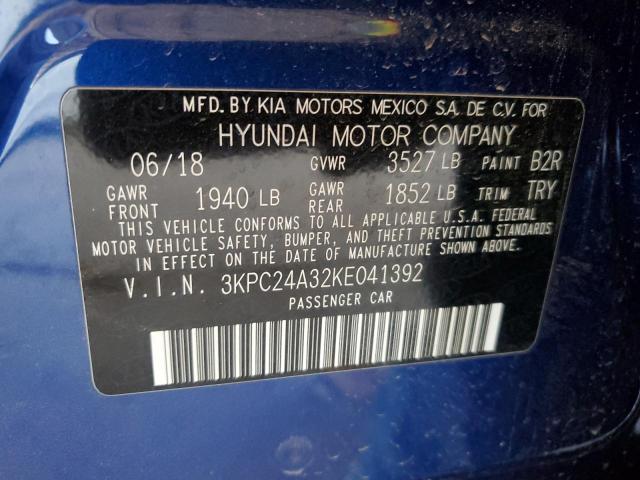 MFD. BY KIA MOTORS MEXICO S.A. DE C.V. FOR
HYUNDAI MOTOR COMPANY
06/18 GVWR 3527 LB PAINT B2R
GAWR FRONT 1940 LB GAWR REAR 1852 LB TRIM TRY
THIS VEHICLE CONFORMS TO ALL APPLICABLE U.S.A. FEDERAL
MOTOR VEHICLE SAFETY, BUMPER, AND THEFT PREVENTION STANDARDS
IN EFFECT ON THE DATE OF MANUFACTURE SHOWN ABOVE.
V.I.N. 3KPC24A32KE041392
PASSENGER CAR